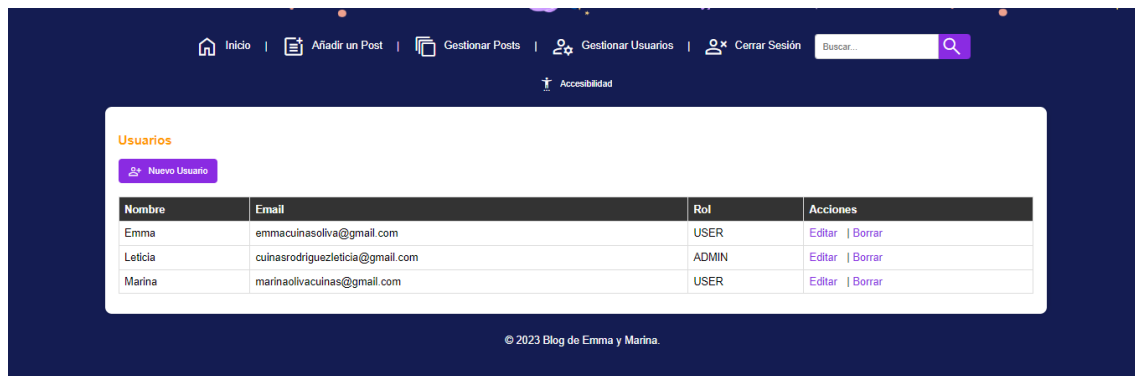 Inicio | Añadir un Post | Gestionar Posts | Gestionar Usuarios | Cerrar Sesión Buscar...
Accesibilidad
Usuarios
Nuevo Usuario
Nombre Email Rol Acciones
Emma emmacuinasoliva@gmail.com USER Editar | Borrar
Leticia cuinasrodriguezleticia@gmail.com ADMIN Editar | Borrar
Marina marinaolivacuinas@gmail.com USER Editar | Borrar
© 2023 Blog de Emma y Marina.